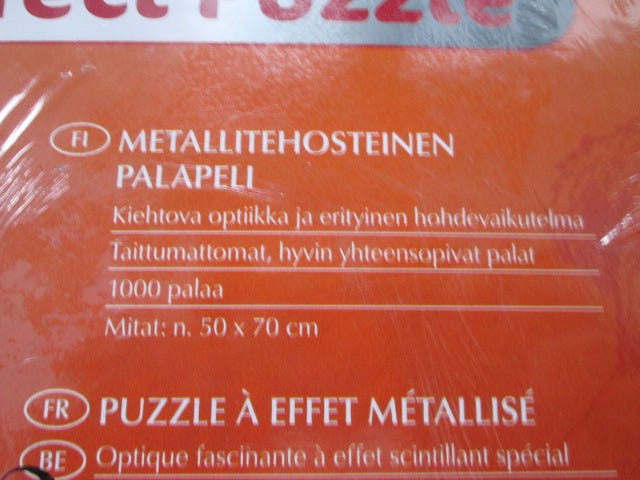 Puzzle
FI METALLITEHOSTEINEN
PALAPELI
Kiehtova optiikka ja erityinen hohdevaikutelma
Taittumattomat, hyvin yhteensopivat palat
1000 palaa
Mitat: n. 50 x 70 cm
FR PUZZLE À EFFET MÉTALLISÉ
BE Optique fascinante à effet scintillant spécial